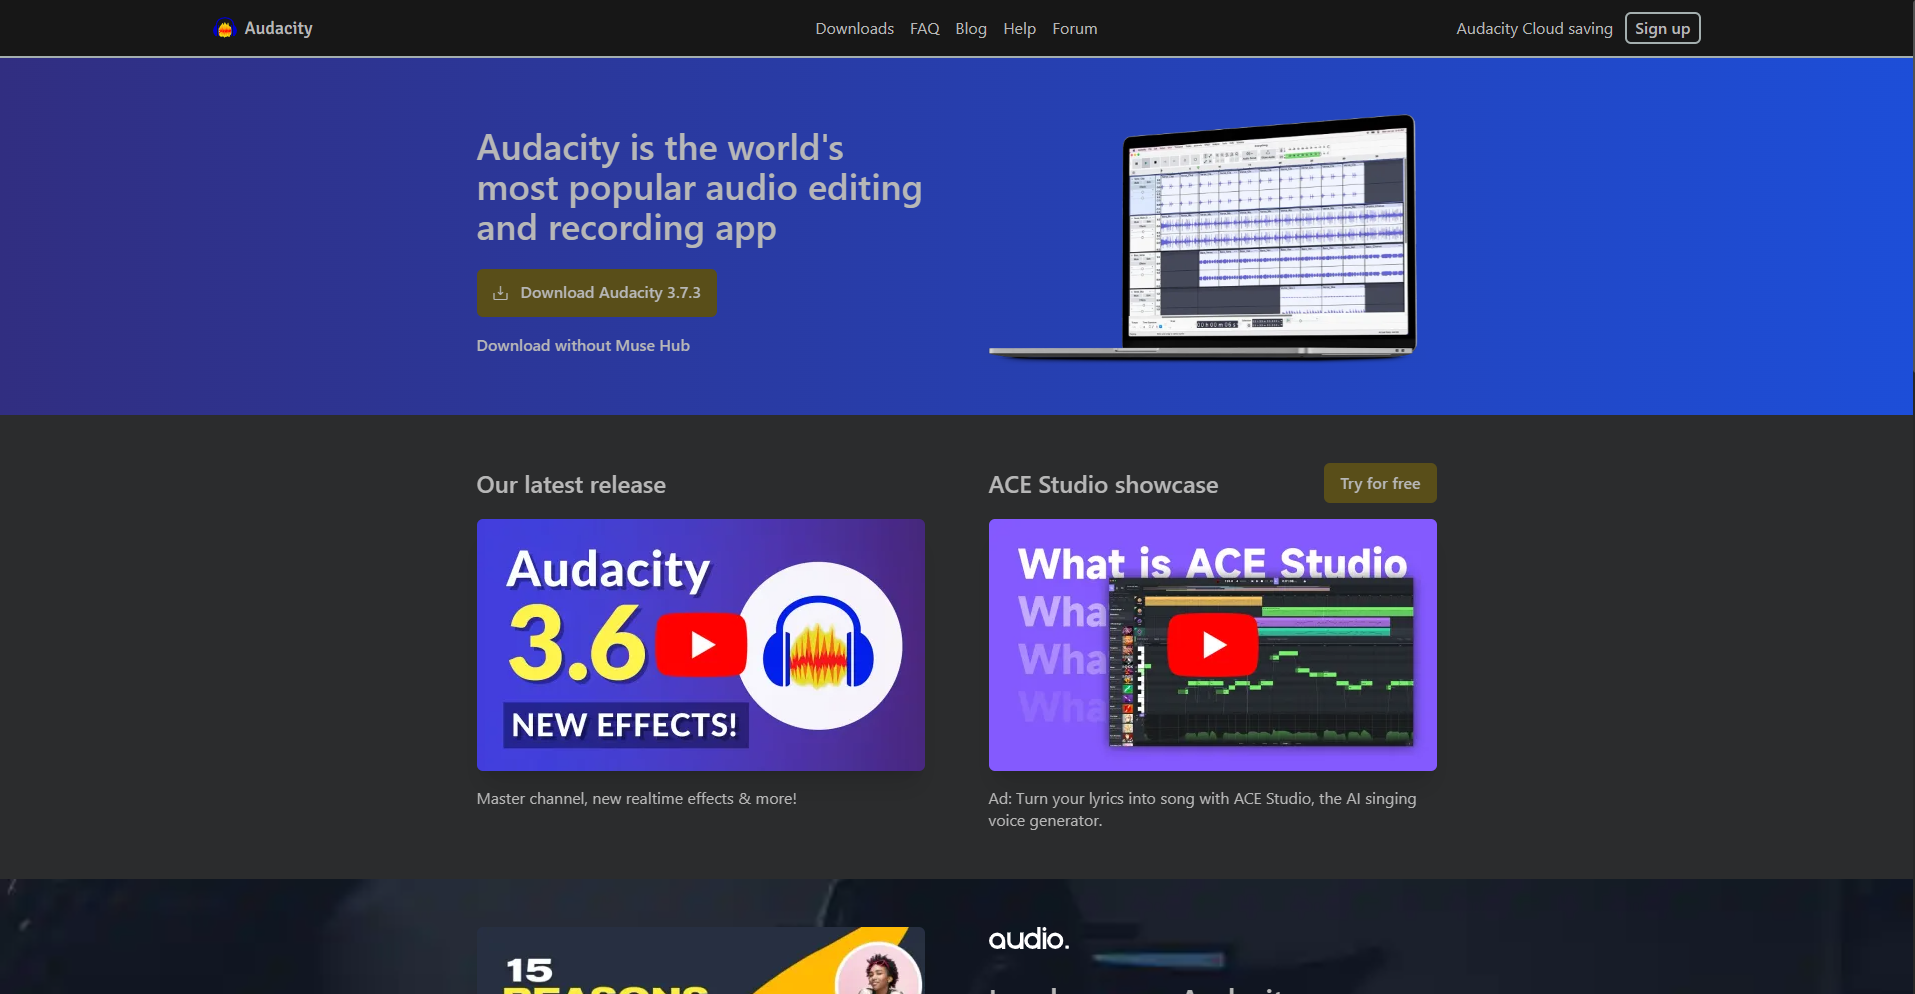 Audacity
Downloads FAQ Blog Help Forum
Audacity Cloud saving Sign up
Audacity is the world's
most popular audio editing
and recording app
Download Audacity 3.7.3
Download without Muse Hub
Our latest release
Audacity
3.6
NEW EFFECTS!
Master channel, new realtime effects & more!
ACE Studio showcase
Try for free
What is ACE Studio
Wha
Wha
Wha
Ad: Turn your lyrics into song with ACE Studio, the AI singing
voice generator.
15
REASONS
audio.